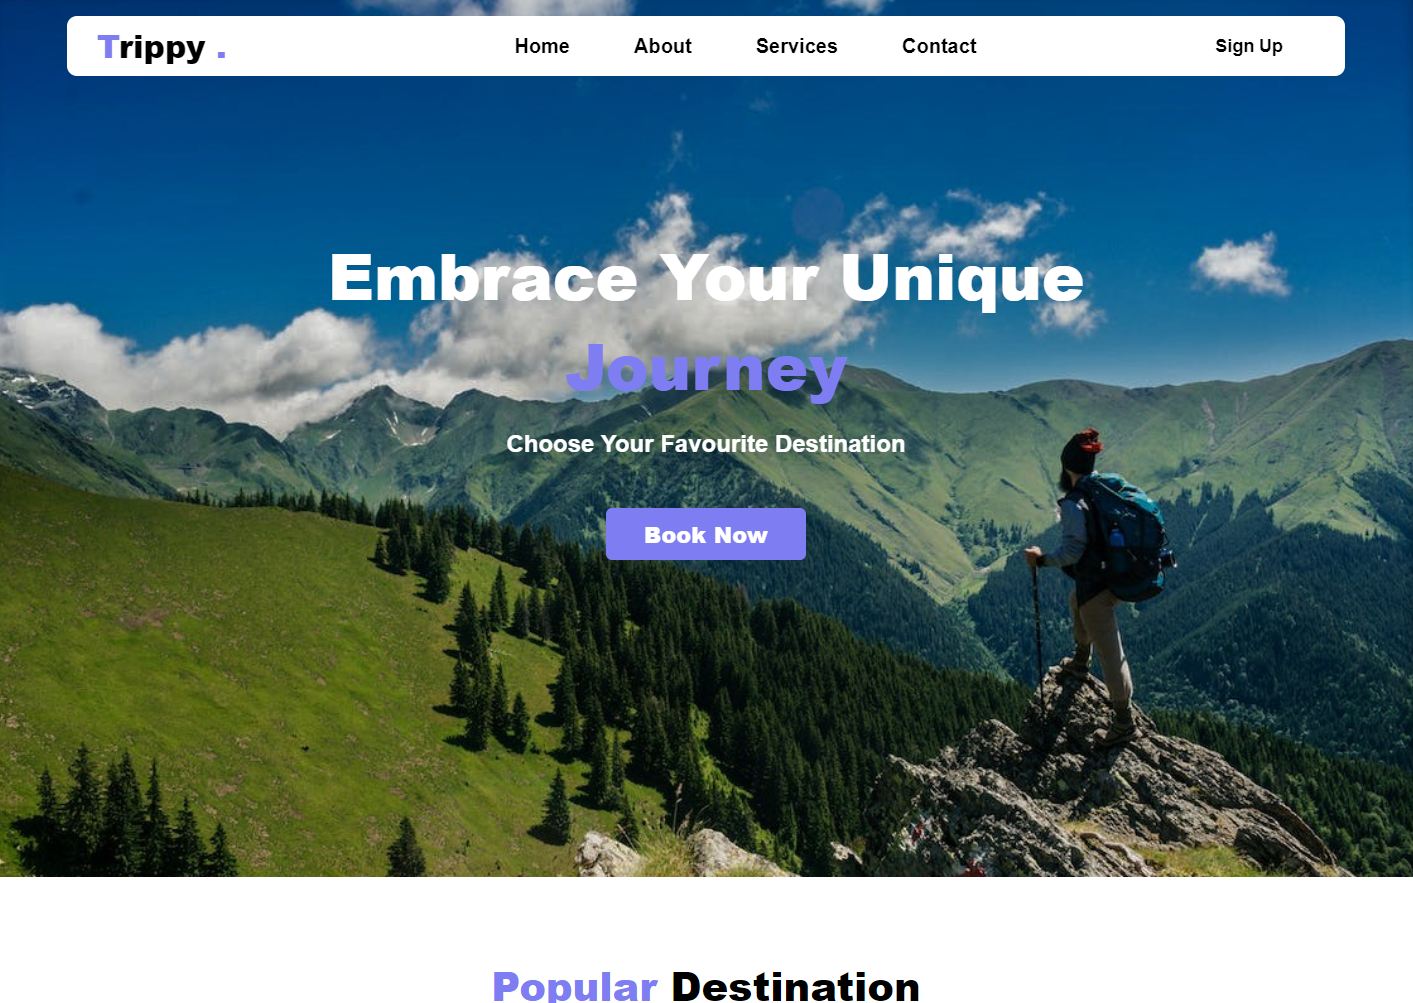 Trippy .
Home About Services Contact Sign Up
Embrace Your Unique
Journey
Choose Your Favourite Destination
Book Now
Popular Destination